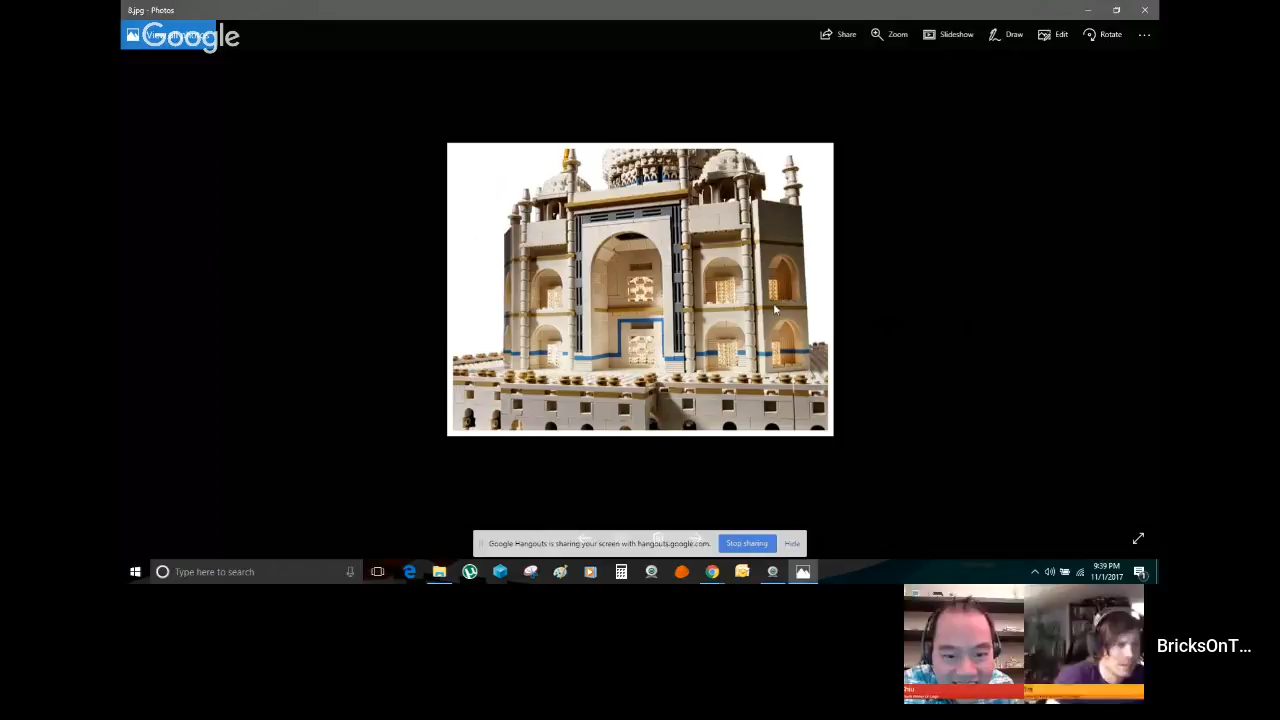 8.jpg - Photos
Google
Share
Zoom
Slideshow
Draw
Edit
Rotate
Google Hangouts is sharing your screen with hangouts.google.com.
Stop sharing
Hide
Type here to search
9:39 PM
11/1/2017
BricksOnT...